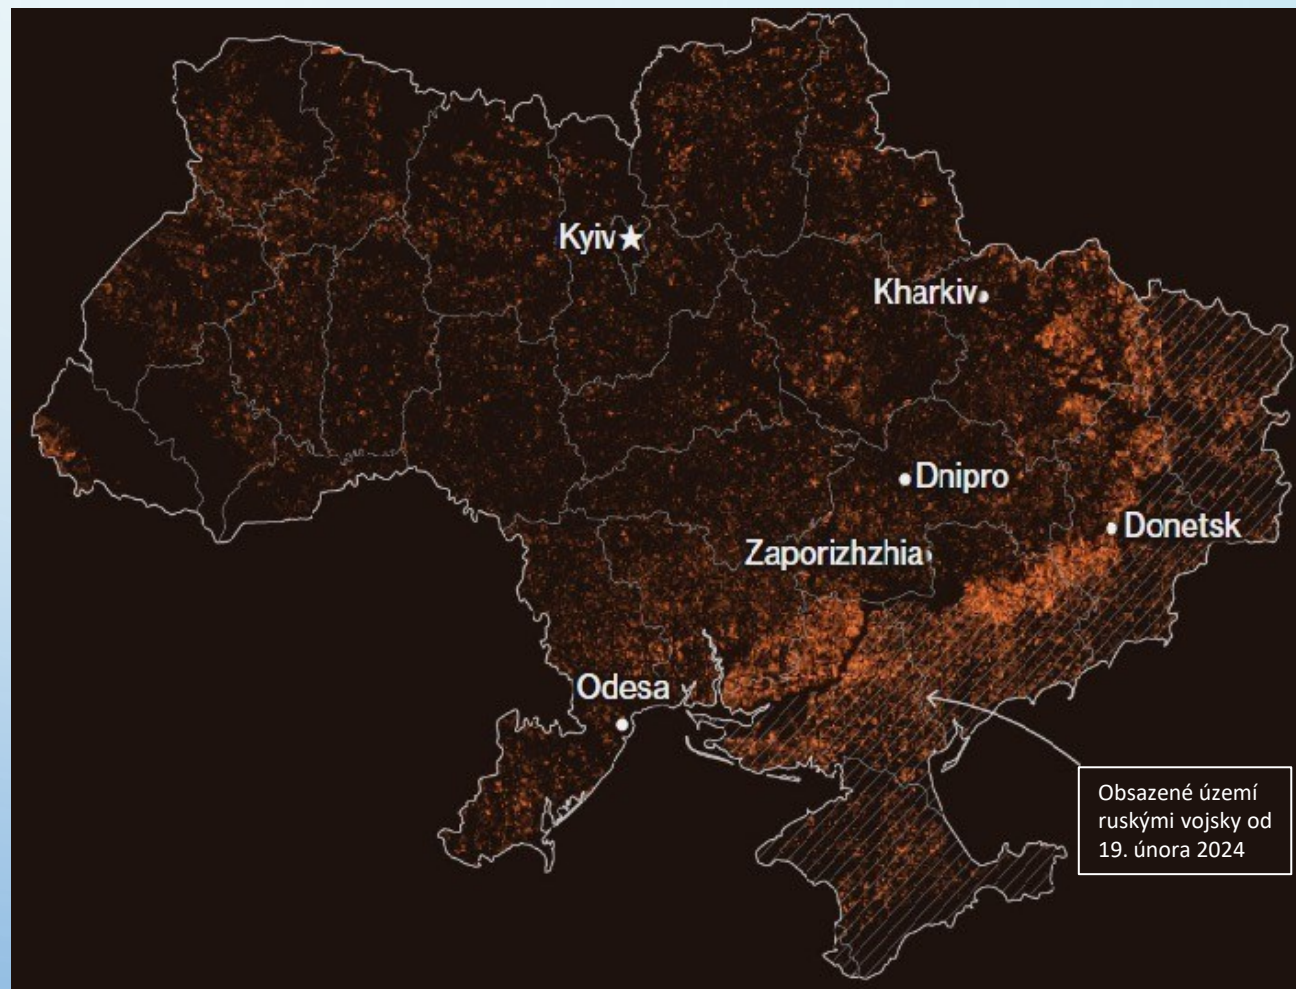 Kyiv
Kharkiv
Dnipro
Donetsk
Zaporizhzhia
Odesa
Obsazené území
ruskými vojsky od
19. února 2024